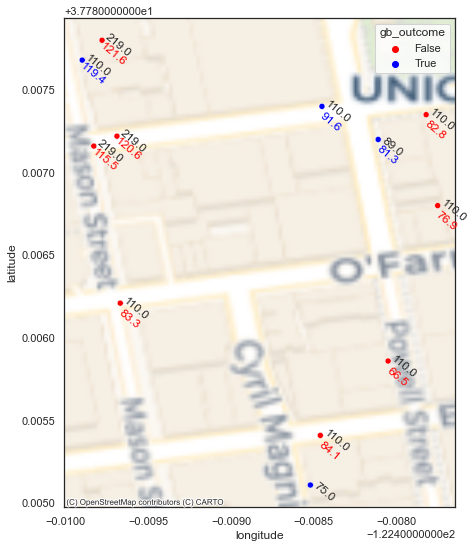 +3.7780000000e1
gb_outcome
False
True
219.0
121.6
110.0
119.4
219.0
120.6
219.0
115.5
110.0
91.6
89.0
81.3
110.0
82.8
110.0
76.9
110.0
83.3
110.0
66.5
110.0
84.1
75.0
UNIO
Mason Street
O'Farr
Cyril Magni
Powell Street
Mason S
E
0.0075
0.0070
0.0065
0.0060
0.0055
0.0050
latitude
(C) OpenStreetMap contributors (C) CARTO
−0.0100
−0.0095
−0.0090
−0.0085
−0.0080
longitude
−1.2240000000e2